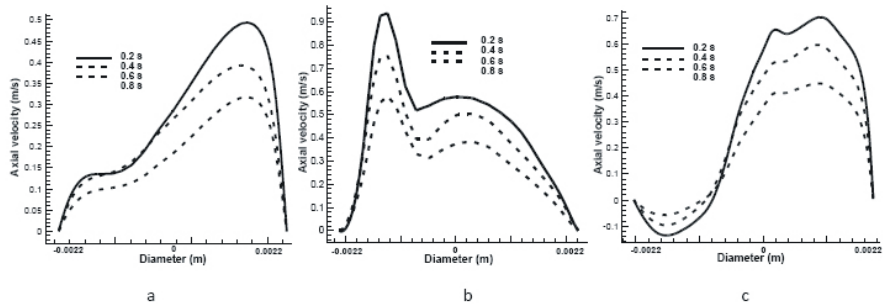 0.5
0.45
0.4
0.35
0.3
0.25
0.2
0.15
0.1
0.05
0
Axial velocity (m/s)
0.2 s
0.4 s
0.6 s
0.8 s
-0.0022
0
0.0022
Diameter (m)
a
0.9
0.8
0.7
0.6
0.5
0.4
0.3
0.2
0.1
0
Axial velocity (m/s)
0.2 s
0.4 s
0.6 s
0.8 s
-0.0022
0
0.0022
Diameter (m)
b
0.7
0.6
0.5
0.4
0.3
0.2
0.1
0
-0.1
Axial velocity (m/s)
0.2 s
0.4 s
0.6 s
0.8 s
-0.0022
0
0.0022
Diameter (m)
c